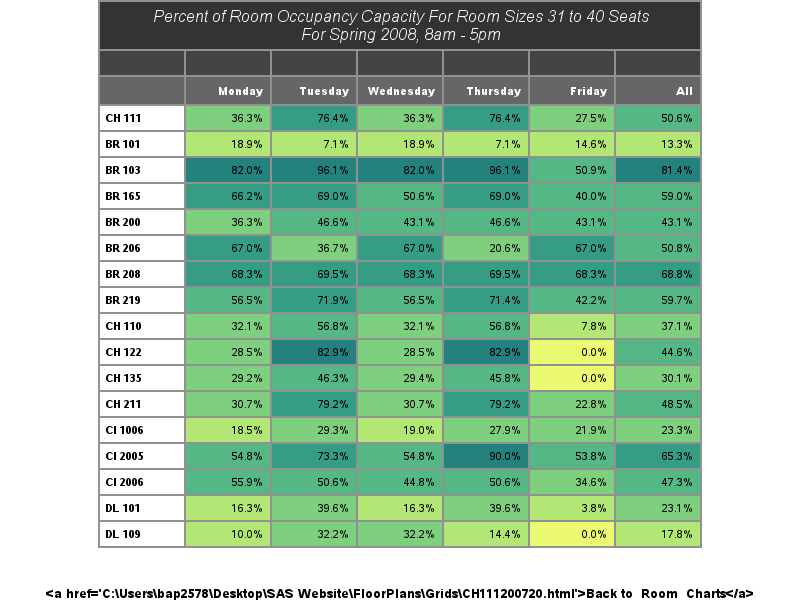 Percent of Room Occupancy Capacity For Room Sizes 31 to 40 Seats
For Spring 2008, 8am - 5pm
Monday Tuesday Wednesday Thursday Friday All
CH 111 36.3% 76.4% 36.3% 76.4% 27.5% 50.6%
BR 101 18.9% 7.1% 18.9% 7.1% 14.6% 13.3%
BR 103 82.0% 96.1% 82.0% 96.1% 50.9% 81.4%
BR 165 66.2% 69.0% 50.6% 69.0% 40.0% 59.0%
BR 200 36.3% 46.6% 43.1% 46.6% 43.1% 43.1%
BR 206 67.0% 36.7% 67.0% 20.6% 67.0% 50.8%
BR 208 68.3% 69.5% 68.3% 69.5% 68.3% 68.8%
BR 219 56.5% 71.9% 56.5% 71.4% 42.2% 59.7%
CH 110 32.1% 56.8% 32.1% 56.8% 7.8% 37.1%
CH 122 28.5% 82.9% 28.5% 82.9% 0.0% 44.6%
CH 135 29.2% 46.3% 29.4% 45.8% 0.0% 30.1%
CH 211 30.7% 79.2% 30.7% 79.2% 22.8% 48.5%
CI 1006 18.5% 29.3% 19.0% 27.9% 21.9% 23.3%
CI 2005 54.8% 73.3% 54.8% 90.0% 53.8% 65.3%
CI 2006 55.9% 50.6% 44.8% 50.6% 34.6% 47.3%
DL 101 16.3% 39.6% 16.3% 39.6% 3.8% 23.1%
DL 109 10.0% 32.2% 32.2% 14.4% 0.0% 17.8%
<a href='C:\Users\bap2578\Desktop\SAS Website\FloorPlans\Grids\CH111200720.html'>Back to Room Charts</a>